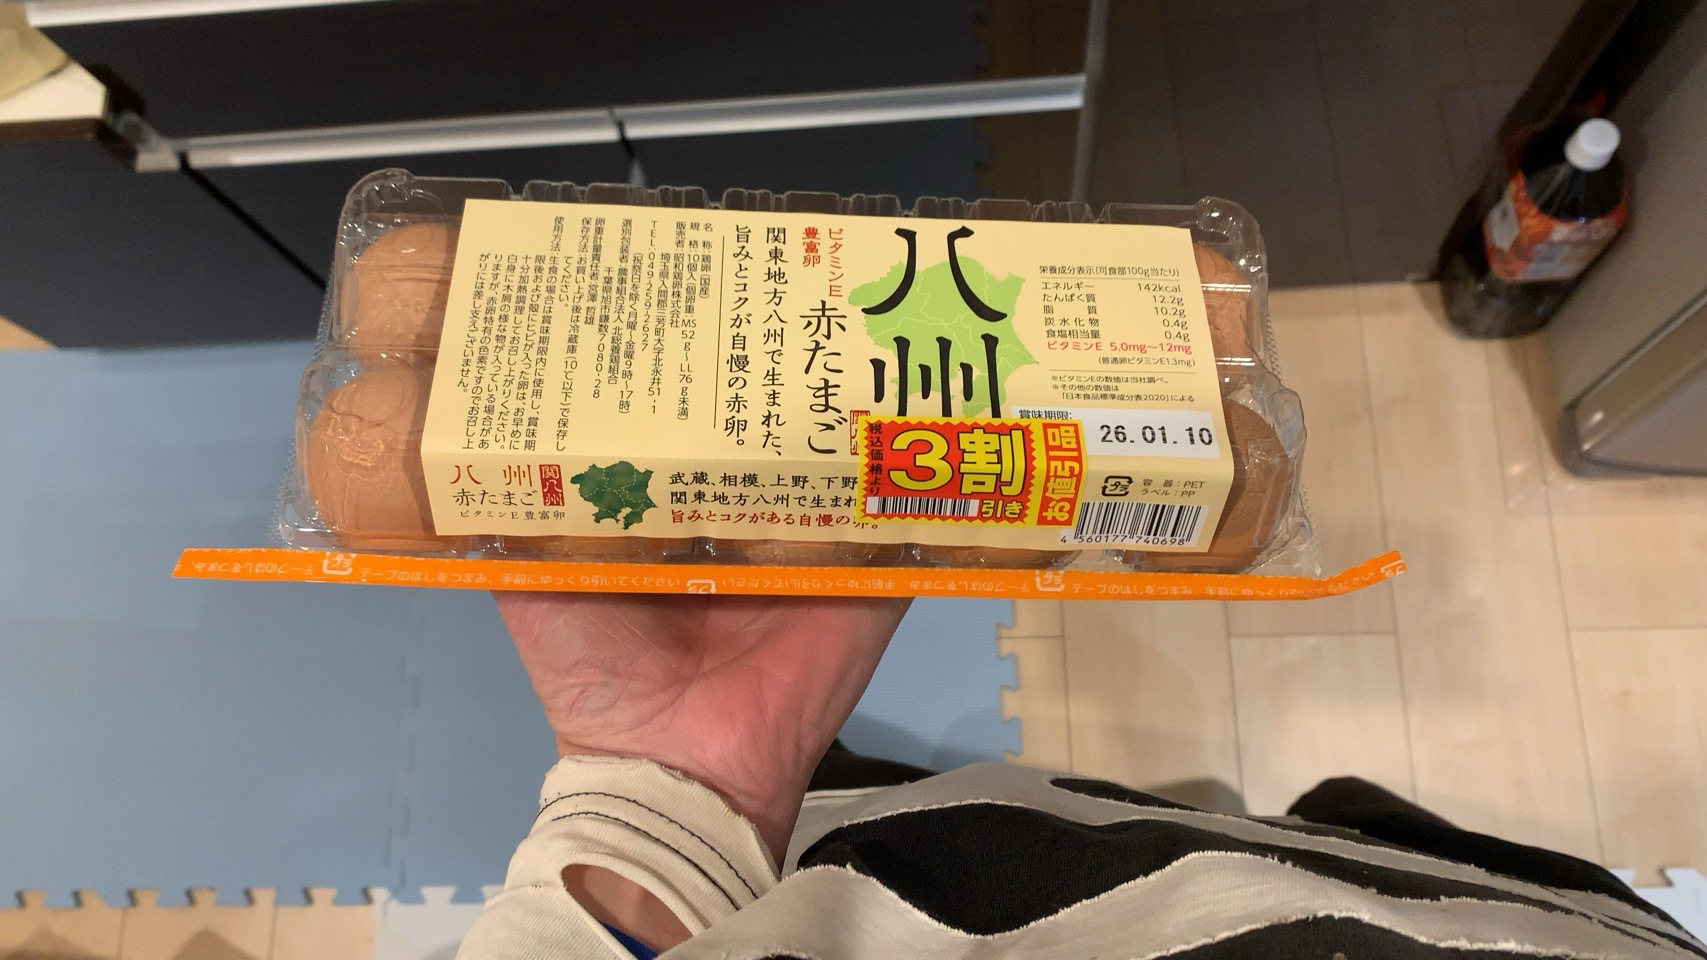 八州
ビタミンE
豊富卵
赤たまご
関東地方八州で生まれた、
旨みとコクが自慢の赤卵。
名　称:鶏卵(国産)
規　格:10個入(個卵重:MS52g~LL76g未満)
販売者:昭和鶏卵株式会社
埼玉県入間郡三芳町大字北永井51-1
TEL:049-259-2627
(祝祭日を除く月曜~金曜9時~17時)
選別包装者:農事組合法人 北総養鶏組合
千葉県旭市鎌数7080-28
卵重計量責任者:宮澤 哲雄
保存方法:お買い上げ後は冷蔵庫(10℃以下)で保存し
てください。
使用方法:生食の場合は賞味期限内に使用し、賞味期
限後および殻にヒビが入った卵は、お早めに
十分加熱調理してお召し上がりください。
白身に木屑の様な物が入っている場合があ
りますが、赤卵特有の色素ですのでお召し上
がりには差し支えございません。
栄養成分表示(可食部100g当たり)
エネルギー 142kcal
たんぱく質 12.2g
脂　質 10.2g
炭水化物 0.4g
食塩相当量 0.4g
ビタミンE 5.0mg~12mg
(普通卵ビタミンE1.3mg)
※ビタミンEの数値は当社調べ。
※その他の数値は
「日本食品標準成分表2020」による
賞味期限:
26.01.10
税込価格より
3割
引き
お値引品
プラ
容器:PET
ラベル:PP
4 560177 740698
八州
関八州
赤たまご
ビタミンE豊富卵
武蔵、相模、上野、下野
関東地方八州で生まれ
旨みとコクがある自慢の卵。
テープのはしをつまみ、手前にゆっくり引いてください